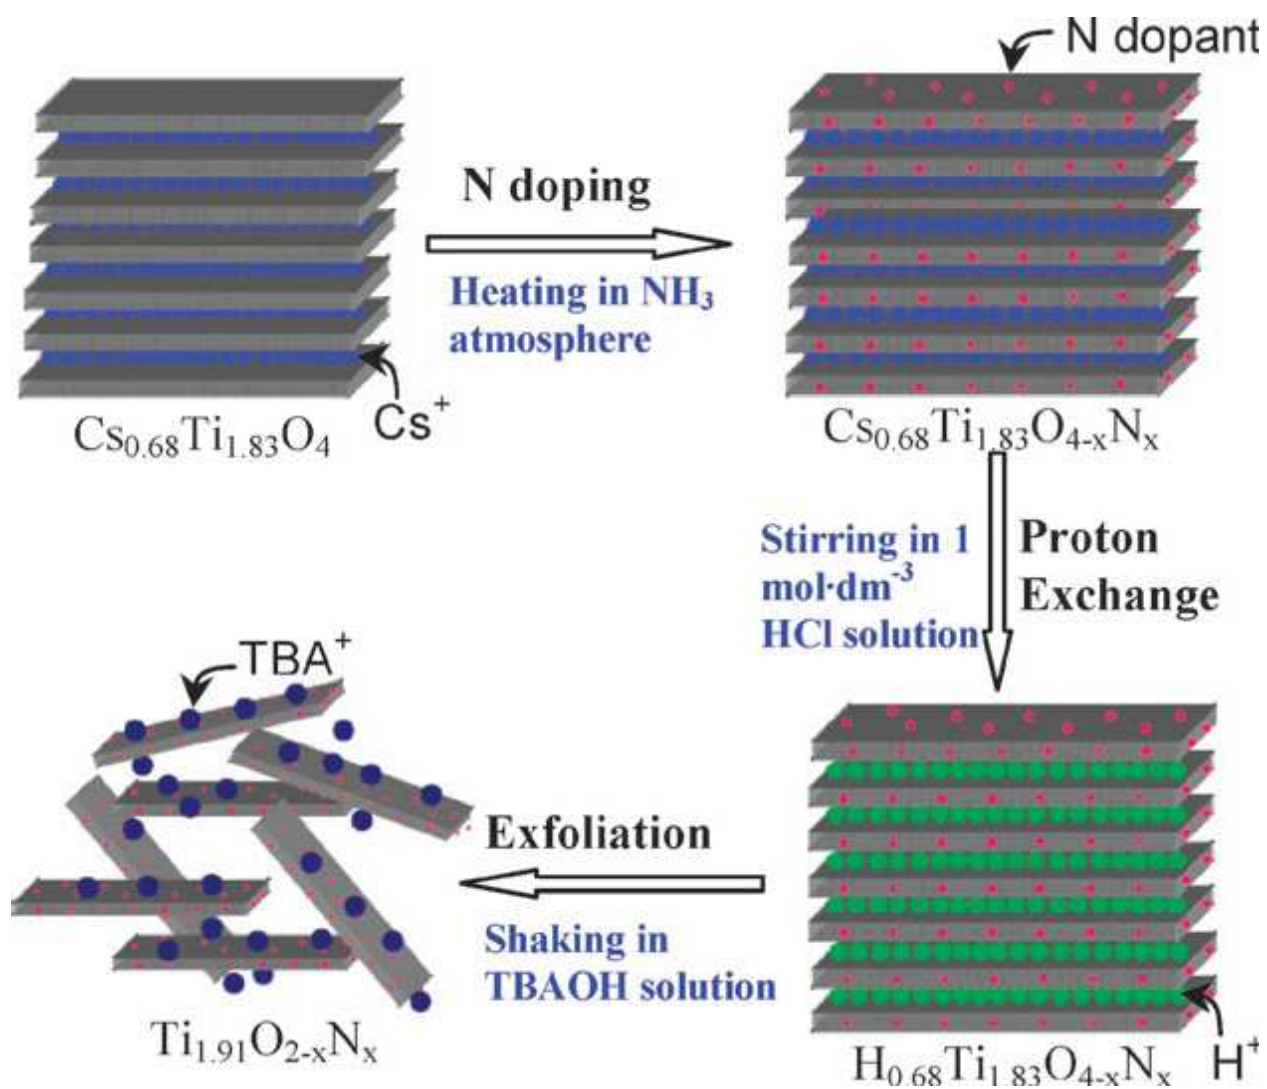 N dopant
N doping
Heating in NH₃
atmosphere
Cs⁺
Cs₀.₆₈Ti₁.₈₃O₄
Cs₀.₆₈Ti₁.₈₃O₄₋ₓNₓ
Stirring in 1
mol·dm⁻³
HCl solution
Proton
Exchange
TBA⁺
Exfoliation
Shaking in
TBAOH solution
Ti₁.₉₁O₂₋ₓNₓ
H₀.₆₈Ti₁.₈₃O₄₋ₓNₓ
H⁺